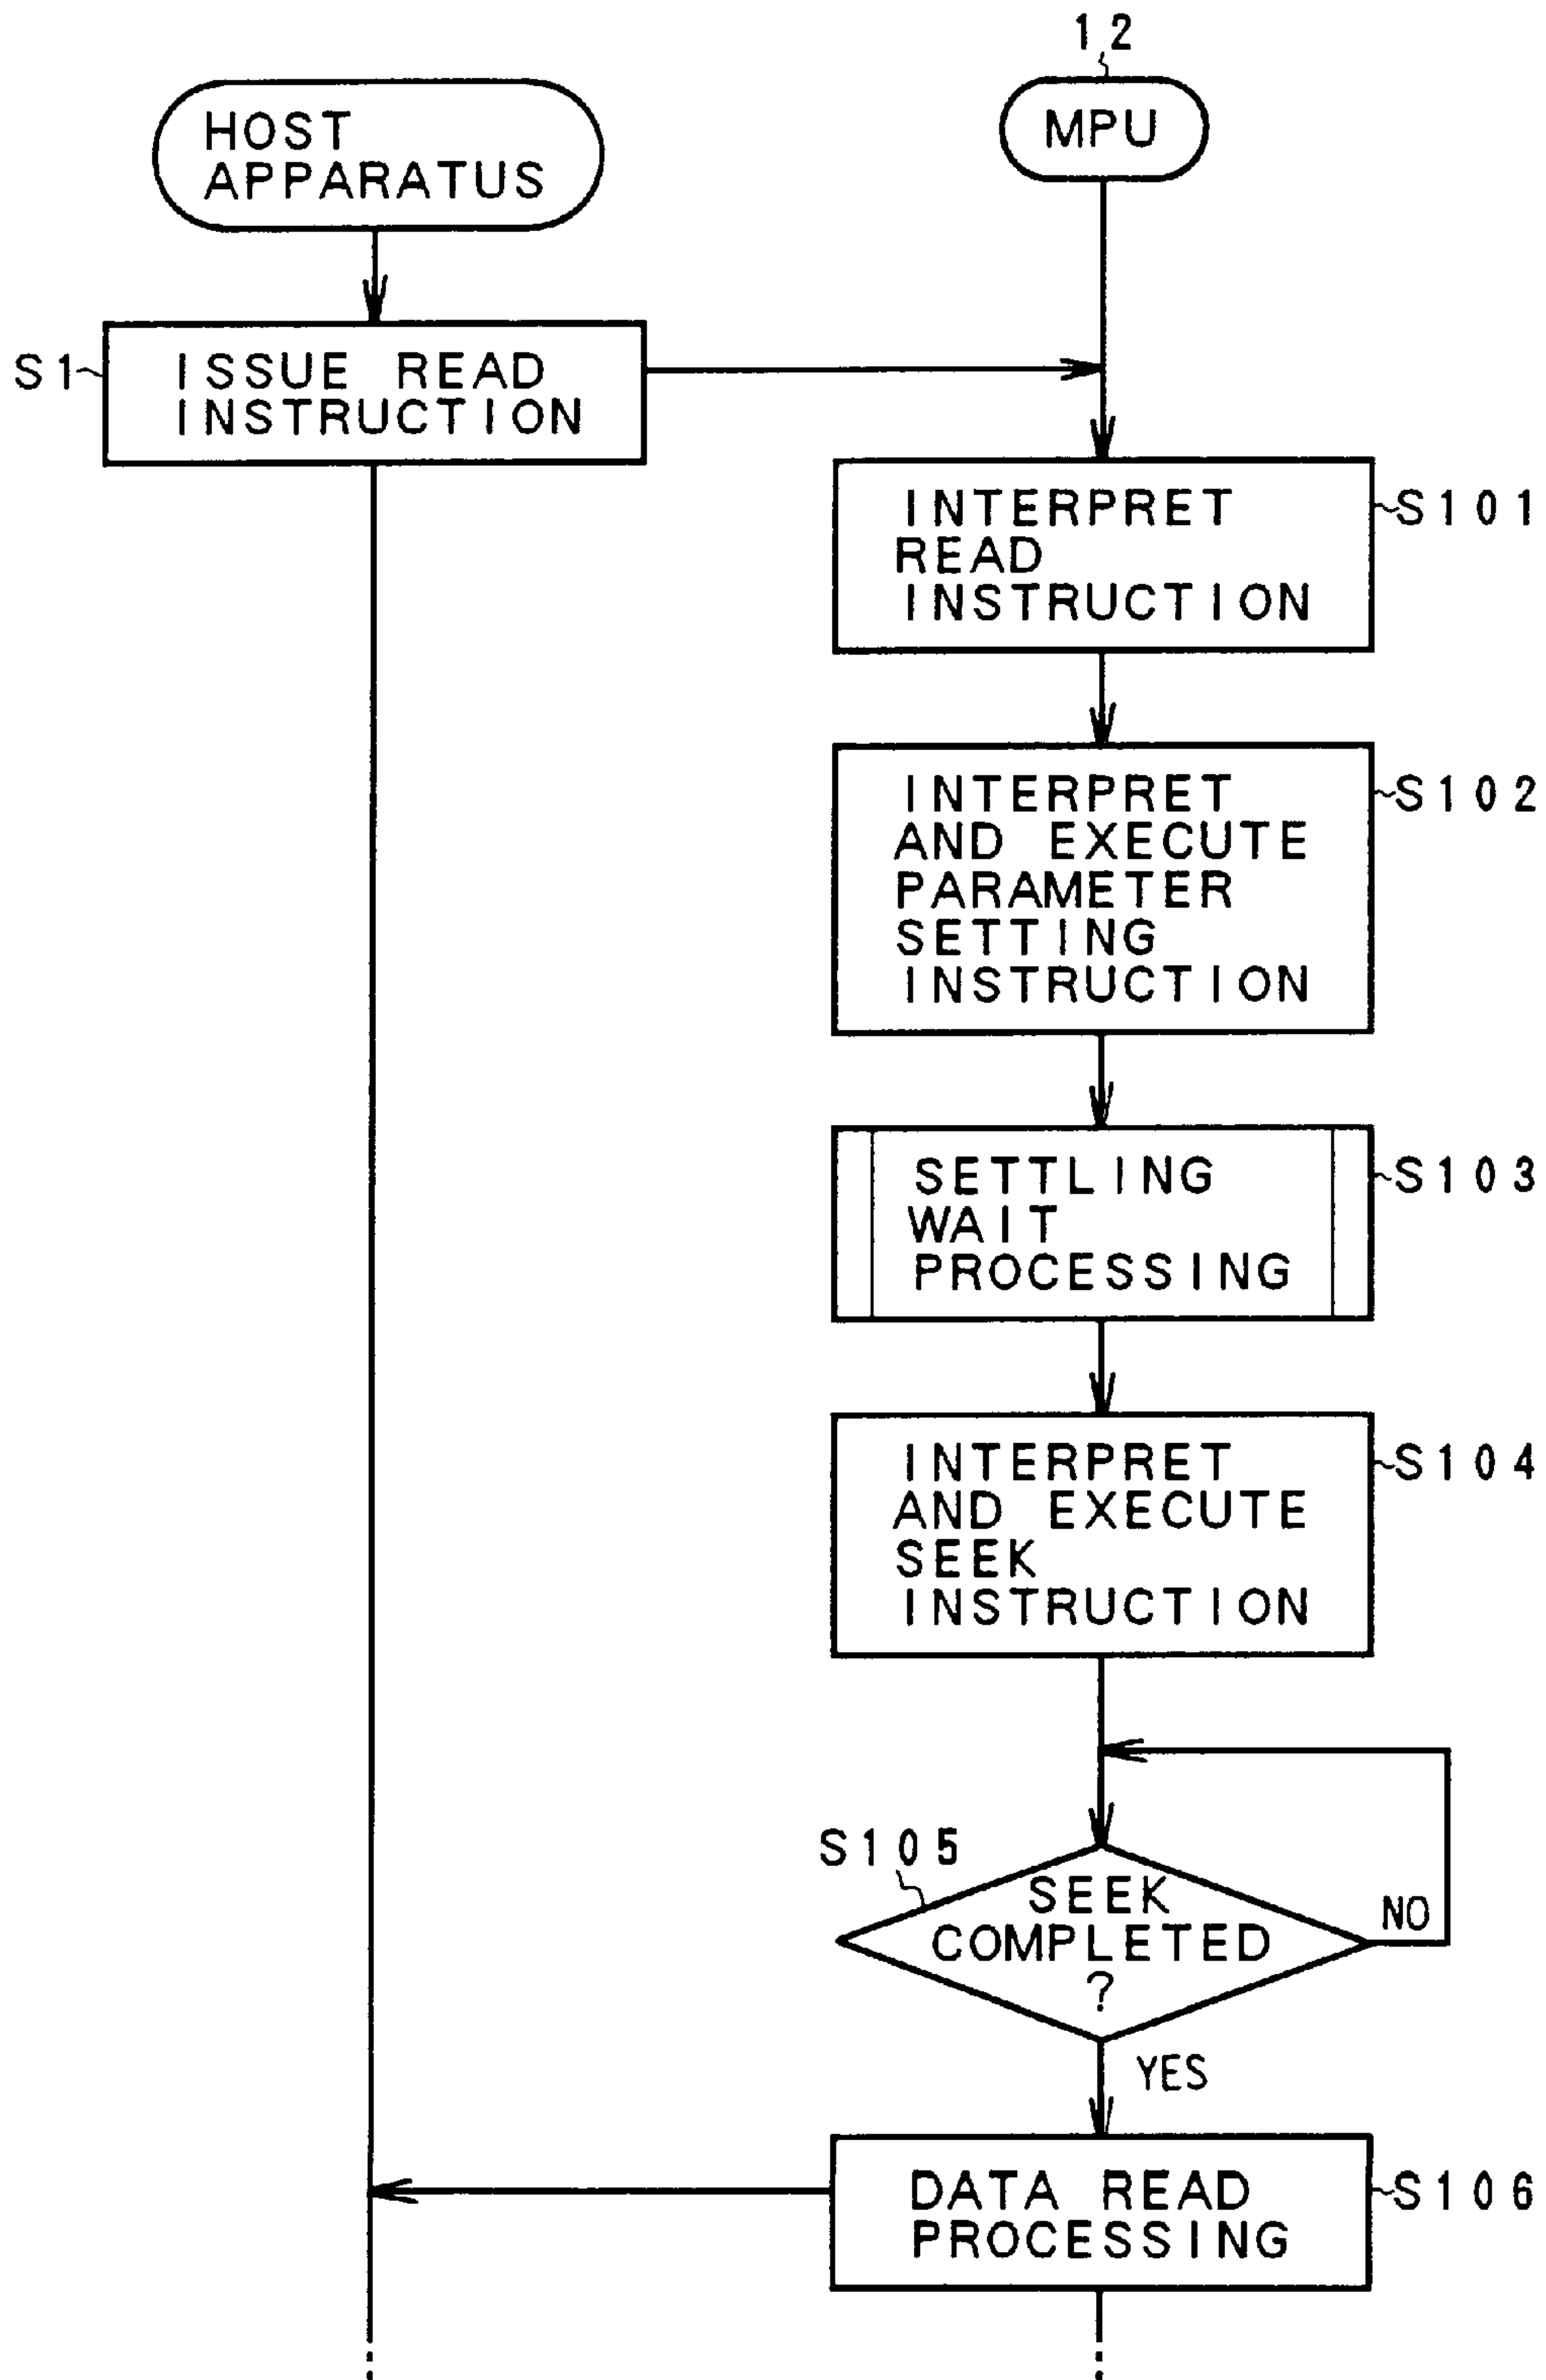 12
HOST
APPARATUS
MPU
S1
ISSUE READ
INSTRUCTION
INTERPRET
READ
INSTRUCTION
S101
INTERPRET
AND EXECUTE
PARAMETER
SETTING
INSTRUCTION
S102
SETTLING
WAIT
PROCESSING
S103
INTERPRET
AND EXECUTE
SEEK
INSTRUCTION
S104
S105
SEEK
COMPLETED
?
NO
YES
DATA READ
PROCESSING
S106